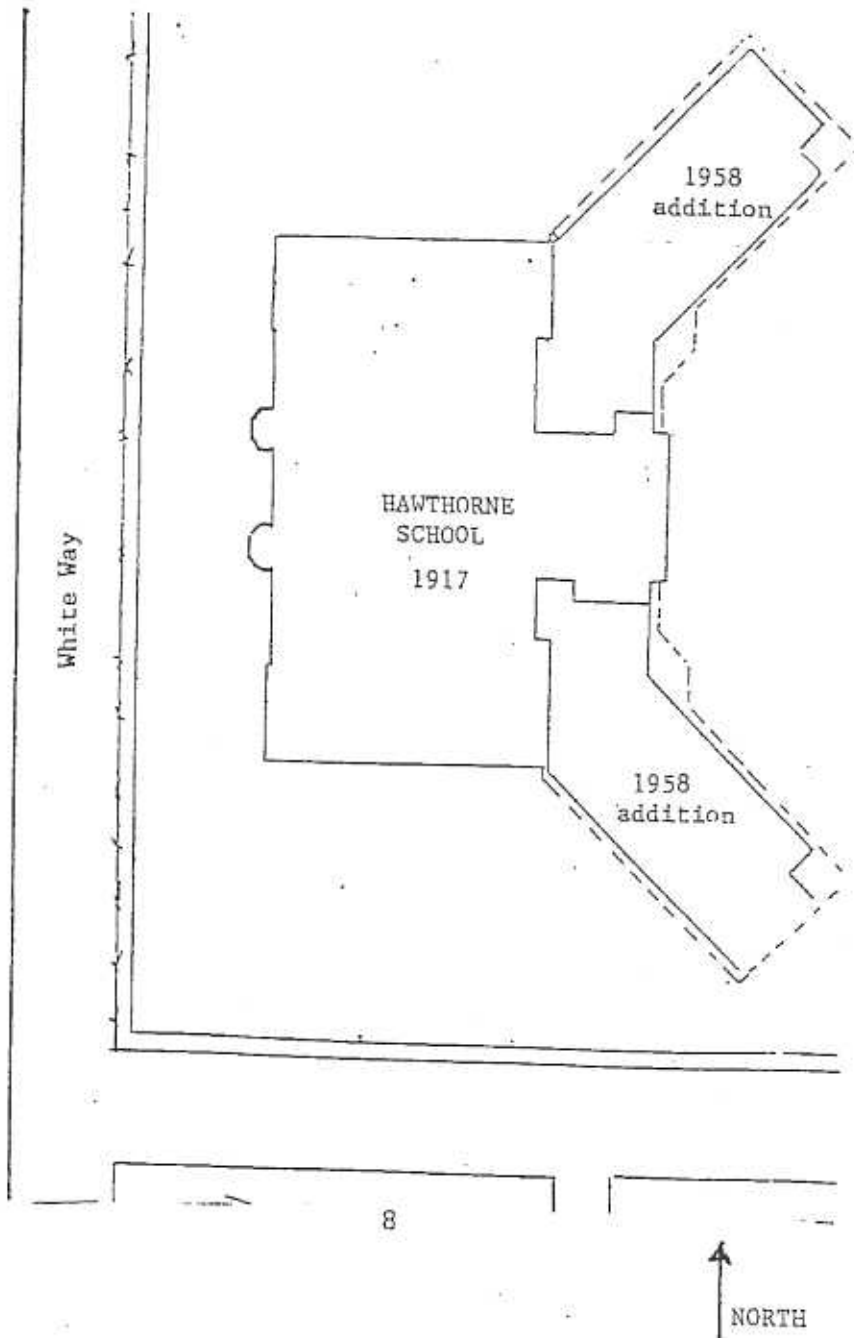 1958
addition
HAWTHORNE
SCHOOL
1917
White Way
1958
addition
8
NORTH